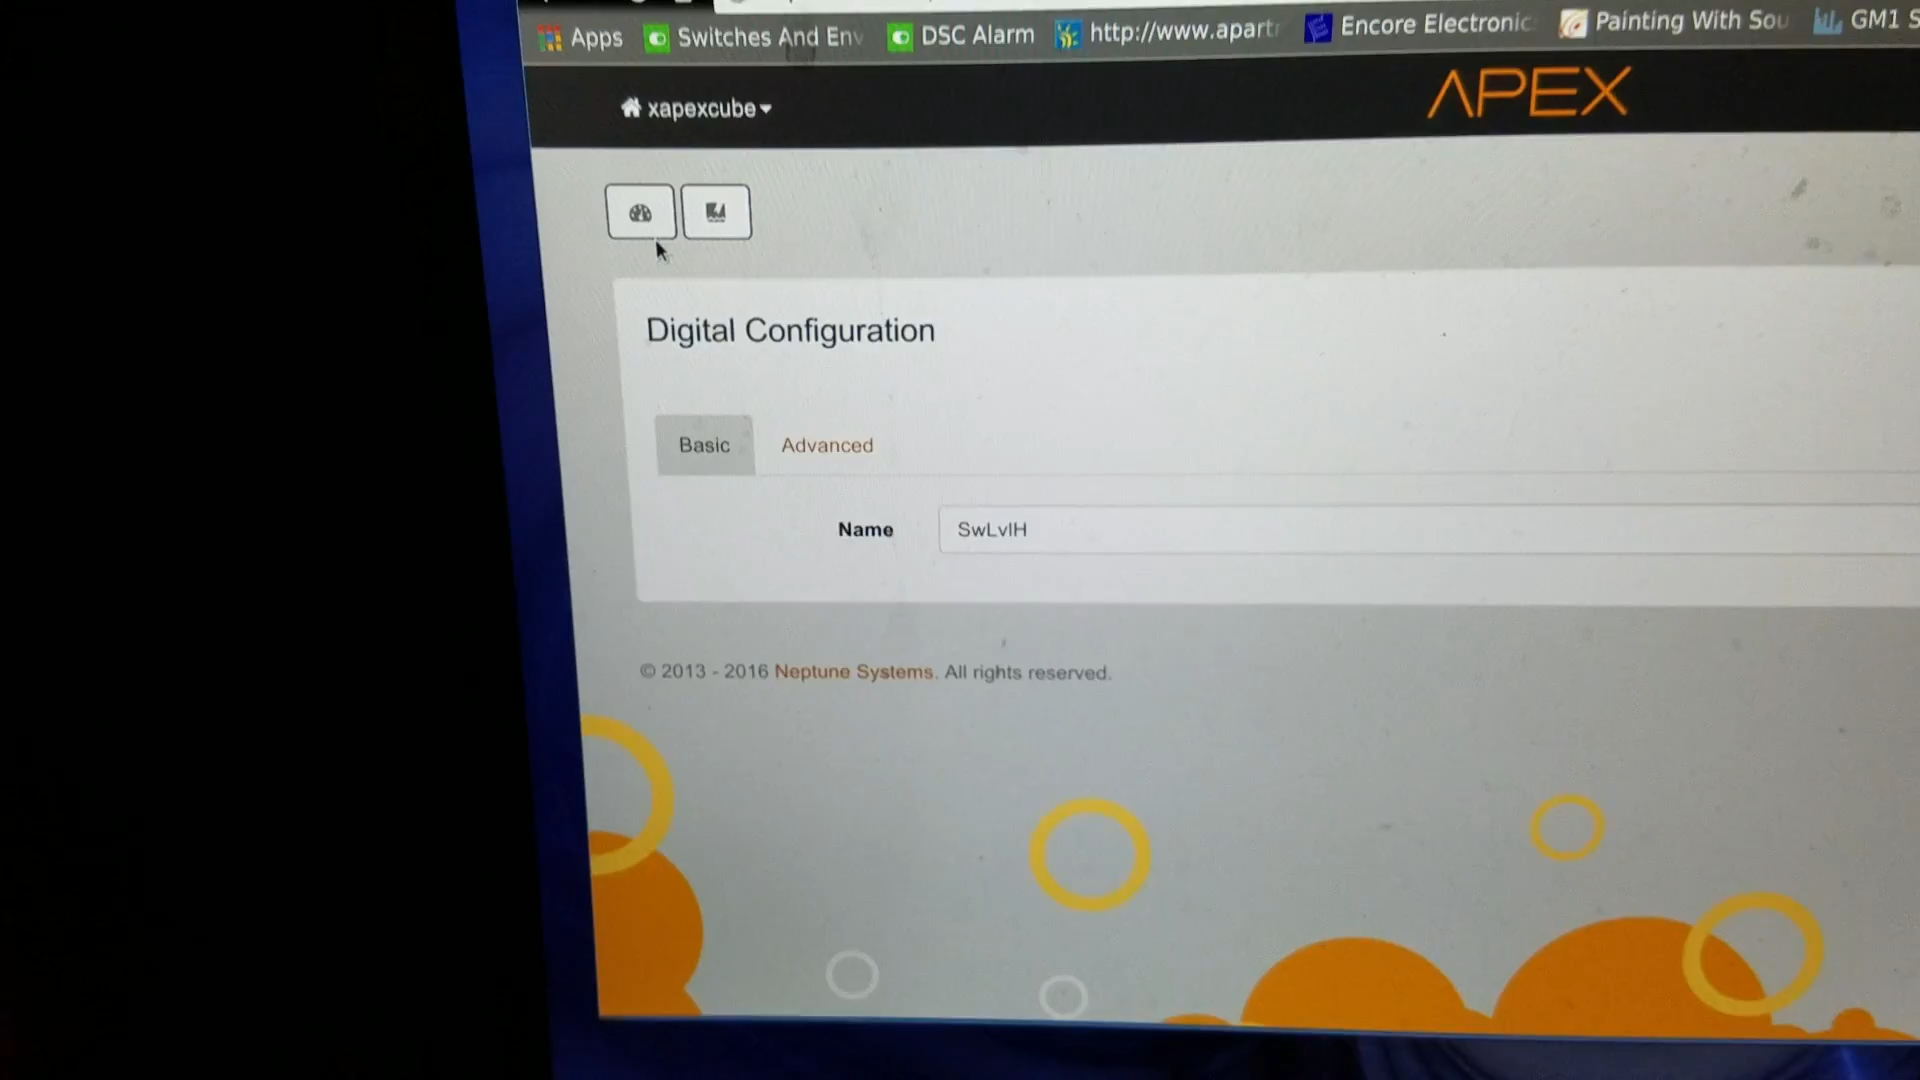 Apps Switches And Env DSC Alarm http://www.apart Encore Electronic Painting With Sou GM1 S
xapexcube APEX
Digital Configuration
Basic Advanced
Name SwLvlH
© 2013 - 2016 Neptune Systems. All rights reserved.